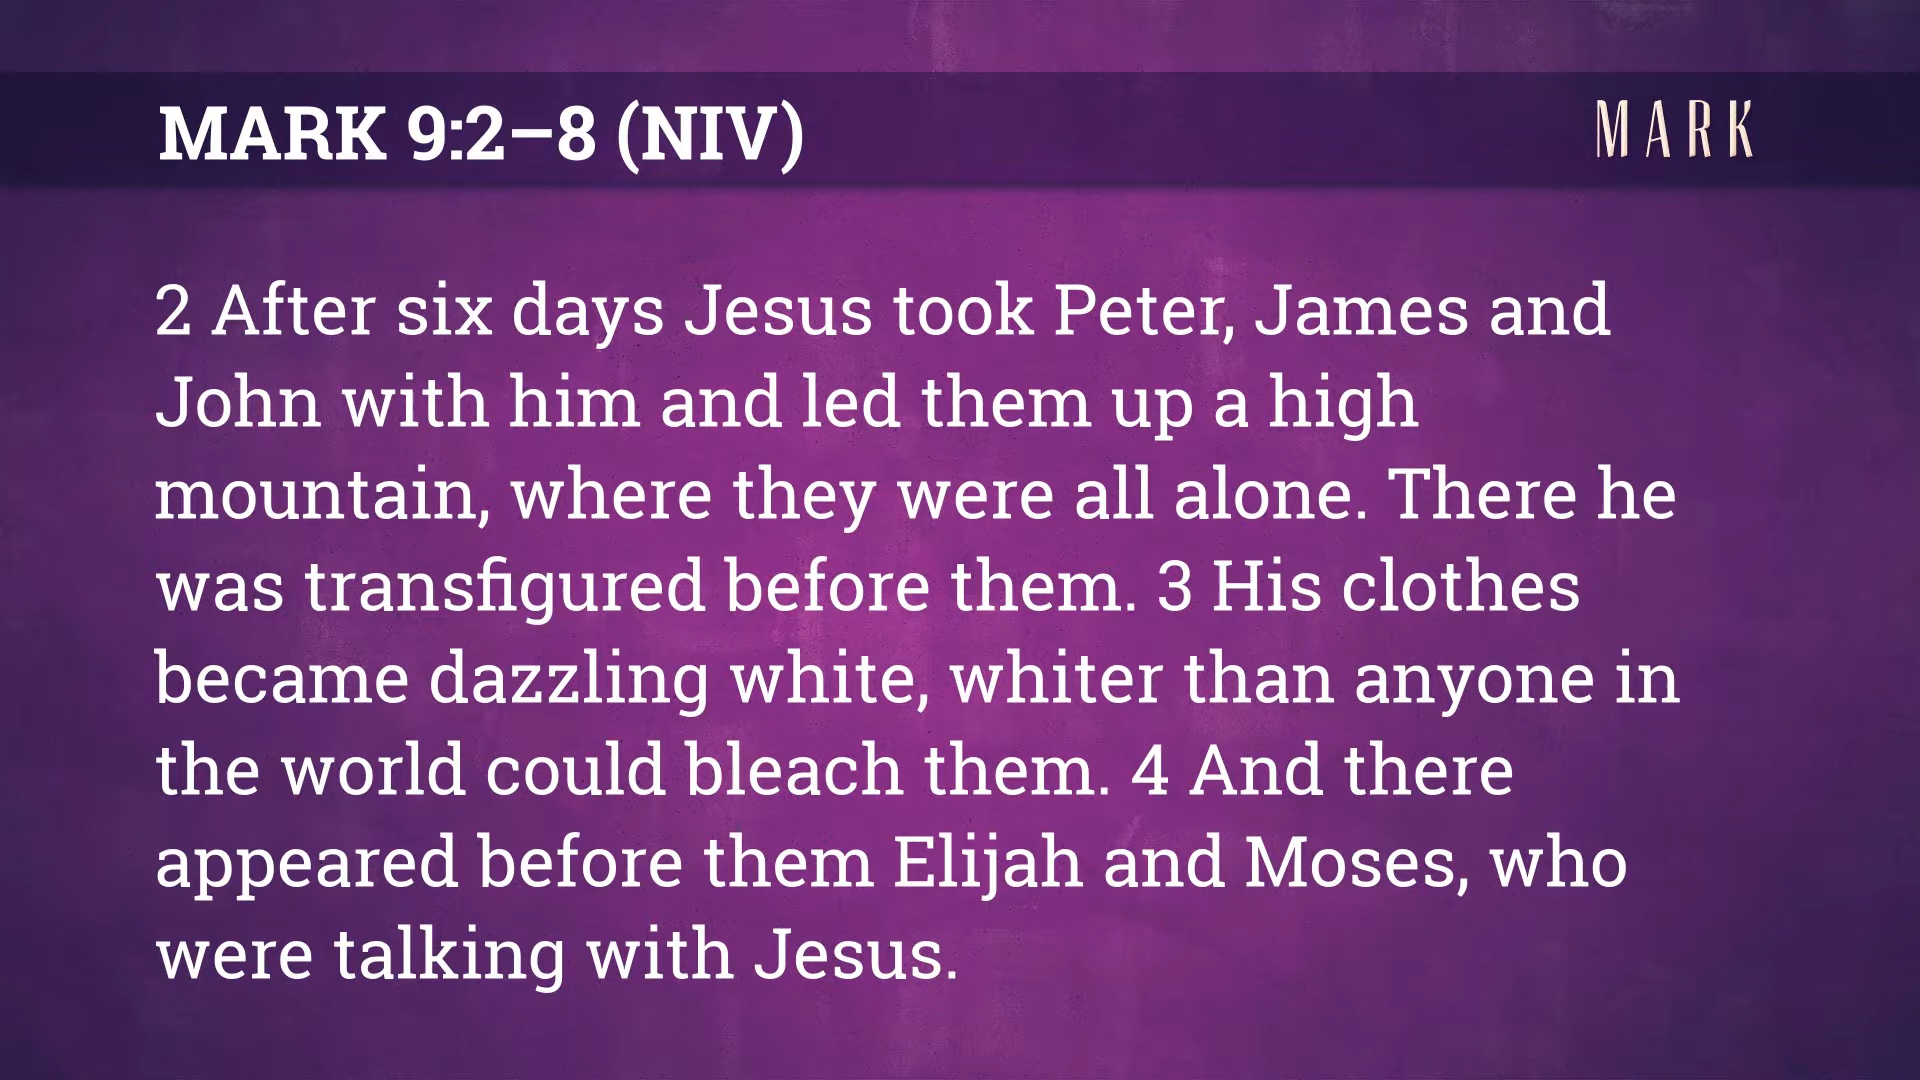 MARK 9:2–8 (NIV)
MARK
2 After six days Jesus took Peter, James and
John with him and led them up a high
mountain, where they were all alone. There he
was transfigured before them. 3 His clothes
became dazzling white, whiter than anyone in
the world could bleach them. 4 And there
appeared before them Elijah and Moses, who
were talking with Jesus.